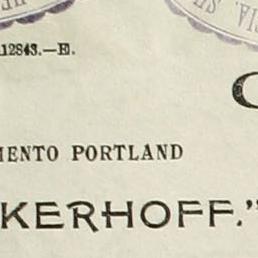 12843.—E.
C
MENTO PORTLAND
KERHOFF."